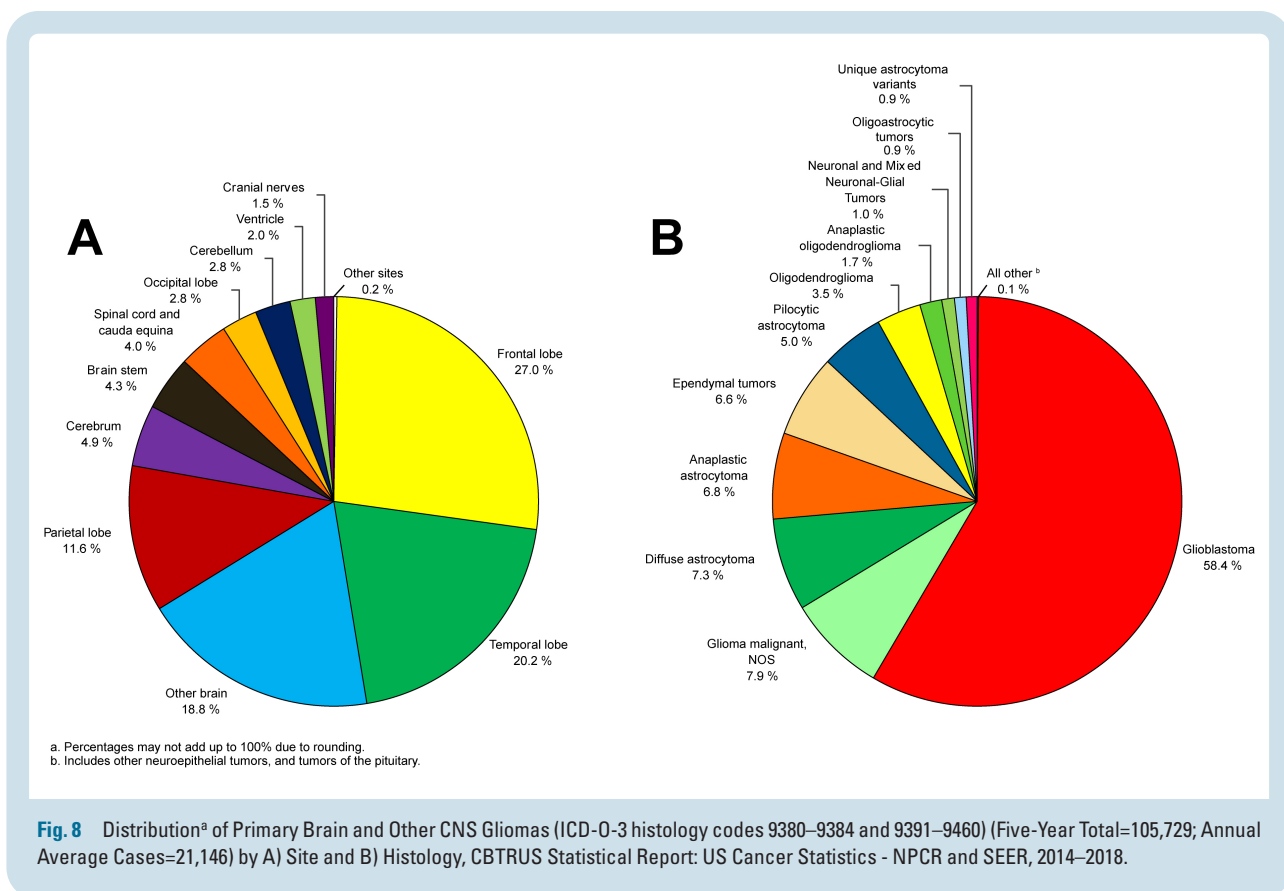 A
Cranial nerves
1.5 %
Ventricle
2.0 %
Cerebellum
2.8 %
Occipital lobe
2.8 %
Spinal cord and
cauda equina
4.0 %
Brain stem
4.3 %
Cerebrum
4.9 %
Parietal lobe
11.6 %
Other brain
18.8 %
Temporal lobe
20.2 %
Frontal lobe
27.0 %
Other sites
0.2 %
B
Unique astrocytoma
variants
0.9 %
Oligoastrocytic
tumors
0.9 %
Neuronal and Mixed
Neuronal-Glial
Tumors
1.0 %
Anaplastic
oligodendroglioma
1.7 %
Oligodendroglioma
3.5 %
Pilocytic
astrocytoma
5.0 %
Ependymal tumors
6.6 %
Anaplastic
astrocytoma
6.8 %
Diffuse astrocytoma
7.3 %
Glioma malignant,
NOS
7.9 %
Glioblastoma
58.4 %
All other b
0.1 %
a. Percentages may not add up to 100% due to rounding.
b. Includes other neuroepithelial tumors, and tumors of the pituitary.
Fig. 8 Distributionª of Primary Brain and Other CNS Gliomas (ICD-O-3 histology codes 9380–9384 and 9391–9460) (Five-Year Total=105,729; Annual
Average Cases=21,146) by A) Site and B) Histology, CBTRUS Statistical Report: US Cancer Statistics - NPCR and SEER, 2014–2018.